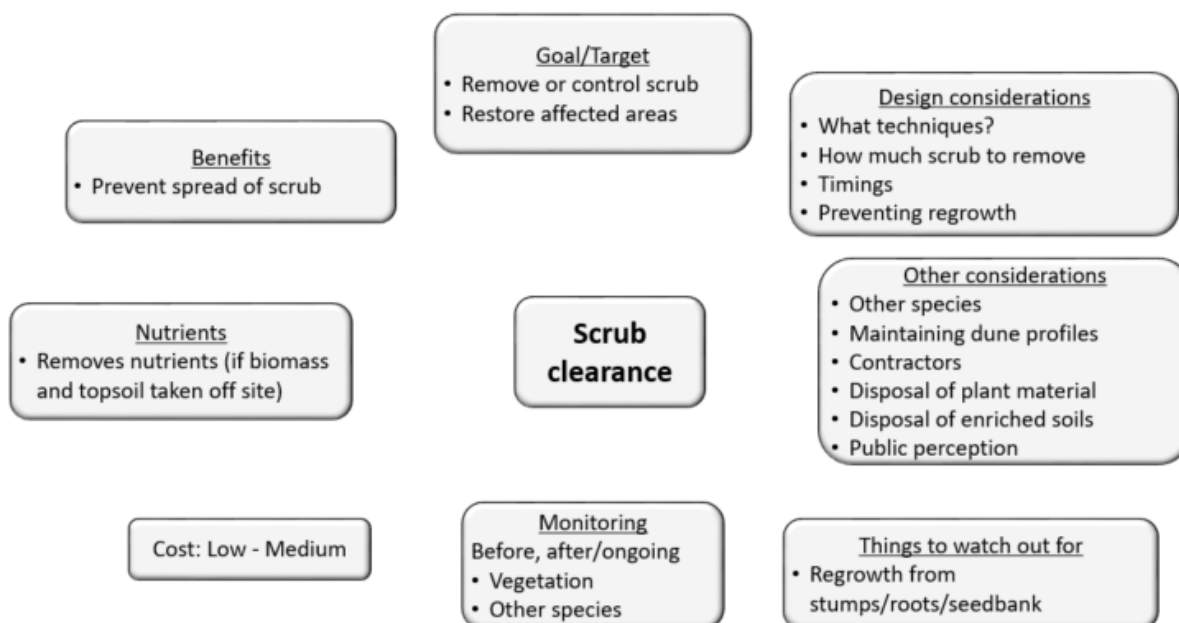 Goal/Target
• Remove or control scrub
• Restore affected areas
Design considerations
• What techniques?
• How much scrub to remove
• Timings
• Preventing regrowth
Benefits
• Prevent spread of scrub
Other considerations
• Other species
• Maintaining dune profiles
• Contractors
• Disposal of plant material
• Disposal of enriched soils
• Public perception
Nutrients
• Removes nutrients (if biomass
and topsoil taken off site)
Scrub
clearance
Cost: Low - Medium
Monitoring
Before, after/ongoing
• Vegetation
• Other species
Things to watch out for
• Regrowth from
stumps/roots/seedbank